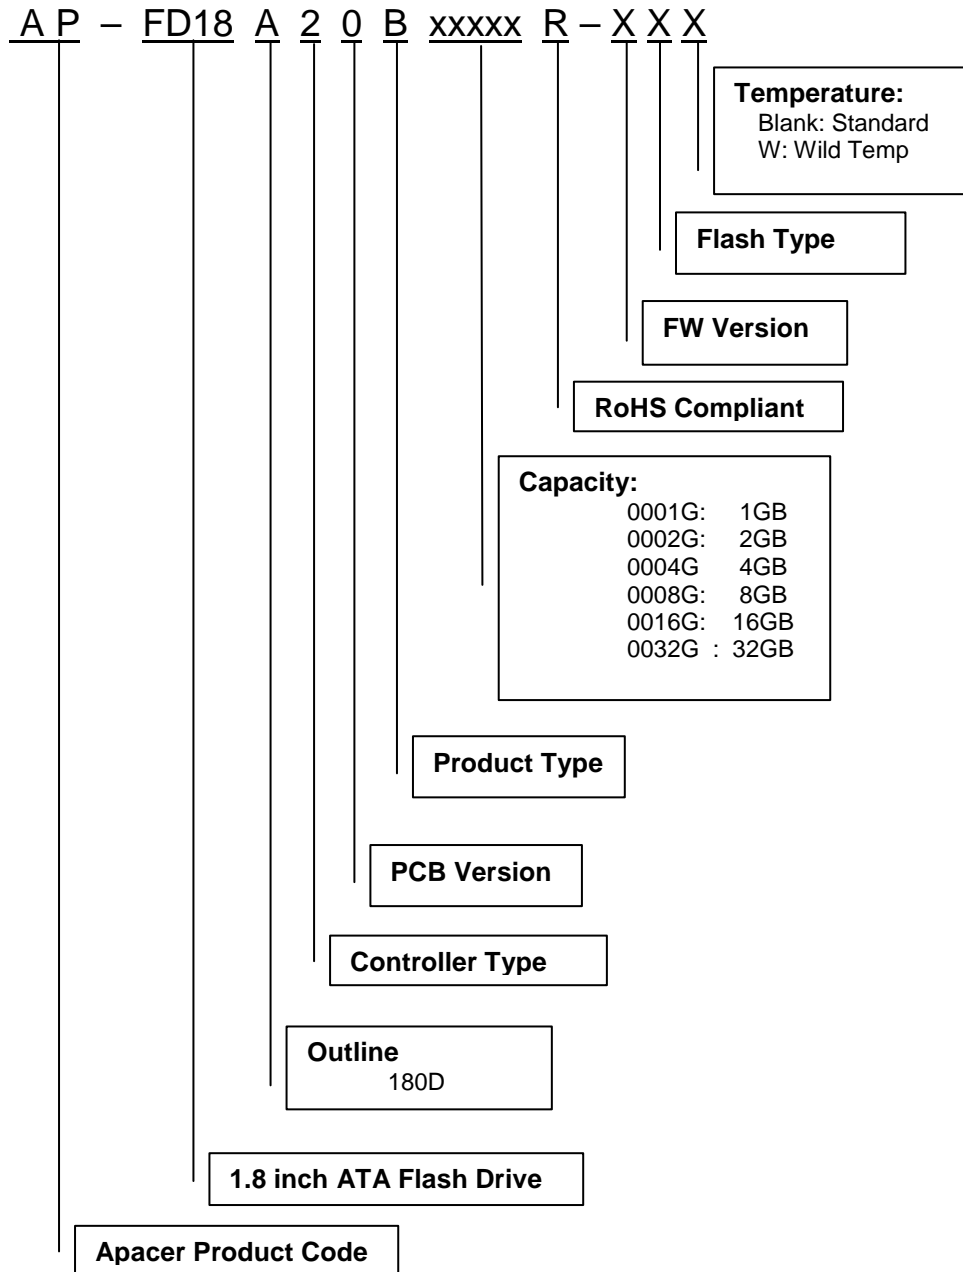 AP – FD18 A 2 0 B xxxxx R – X X X
Temperature:
Blank: Standard
W: Wild Temp
Flash Type
FW Version
RoHS Compliant
Capacity:
0001G: 1GB
0002G: 2GB
0004G 4GB
0008G: 8GB
0016G: 16GB
0032G : 32GB
Product Type
PCB Version
Controller Type
Outline
180D
1.8 inch ATA Flash Drive
Apacer Product Code